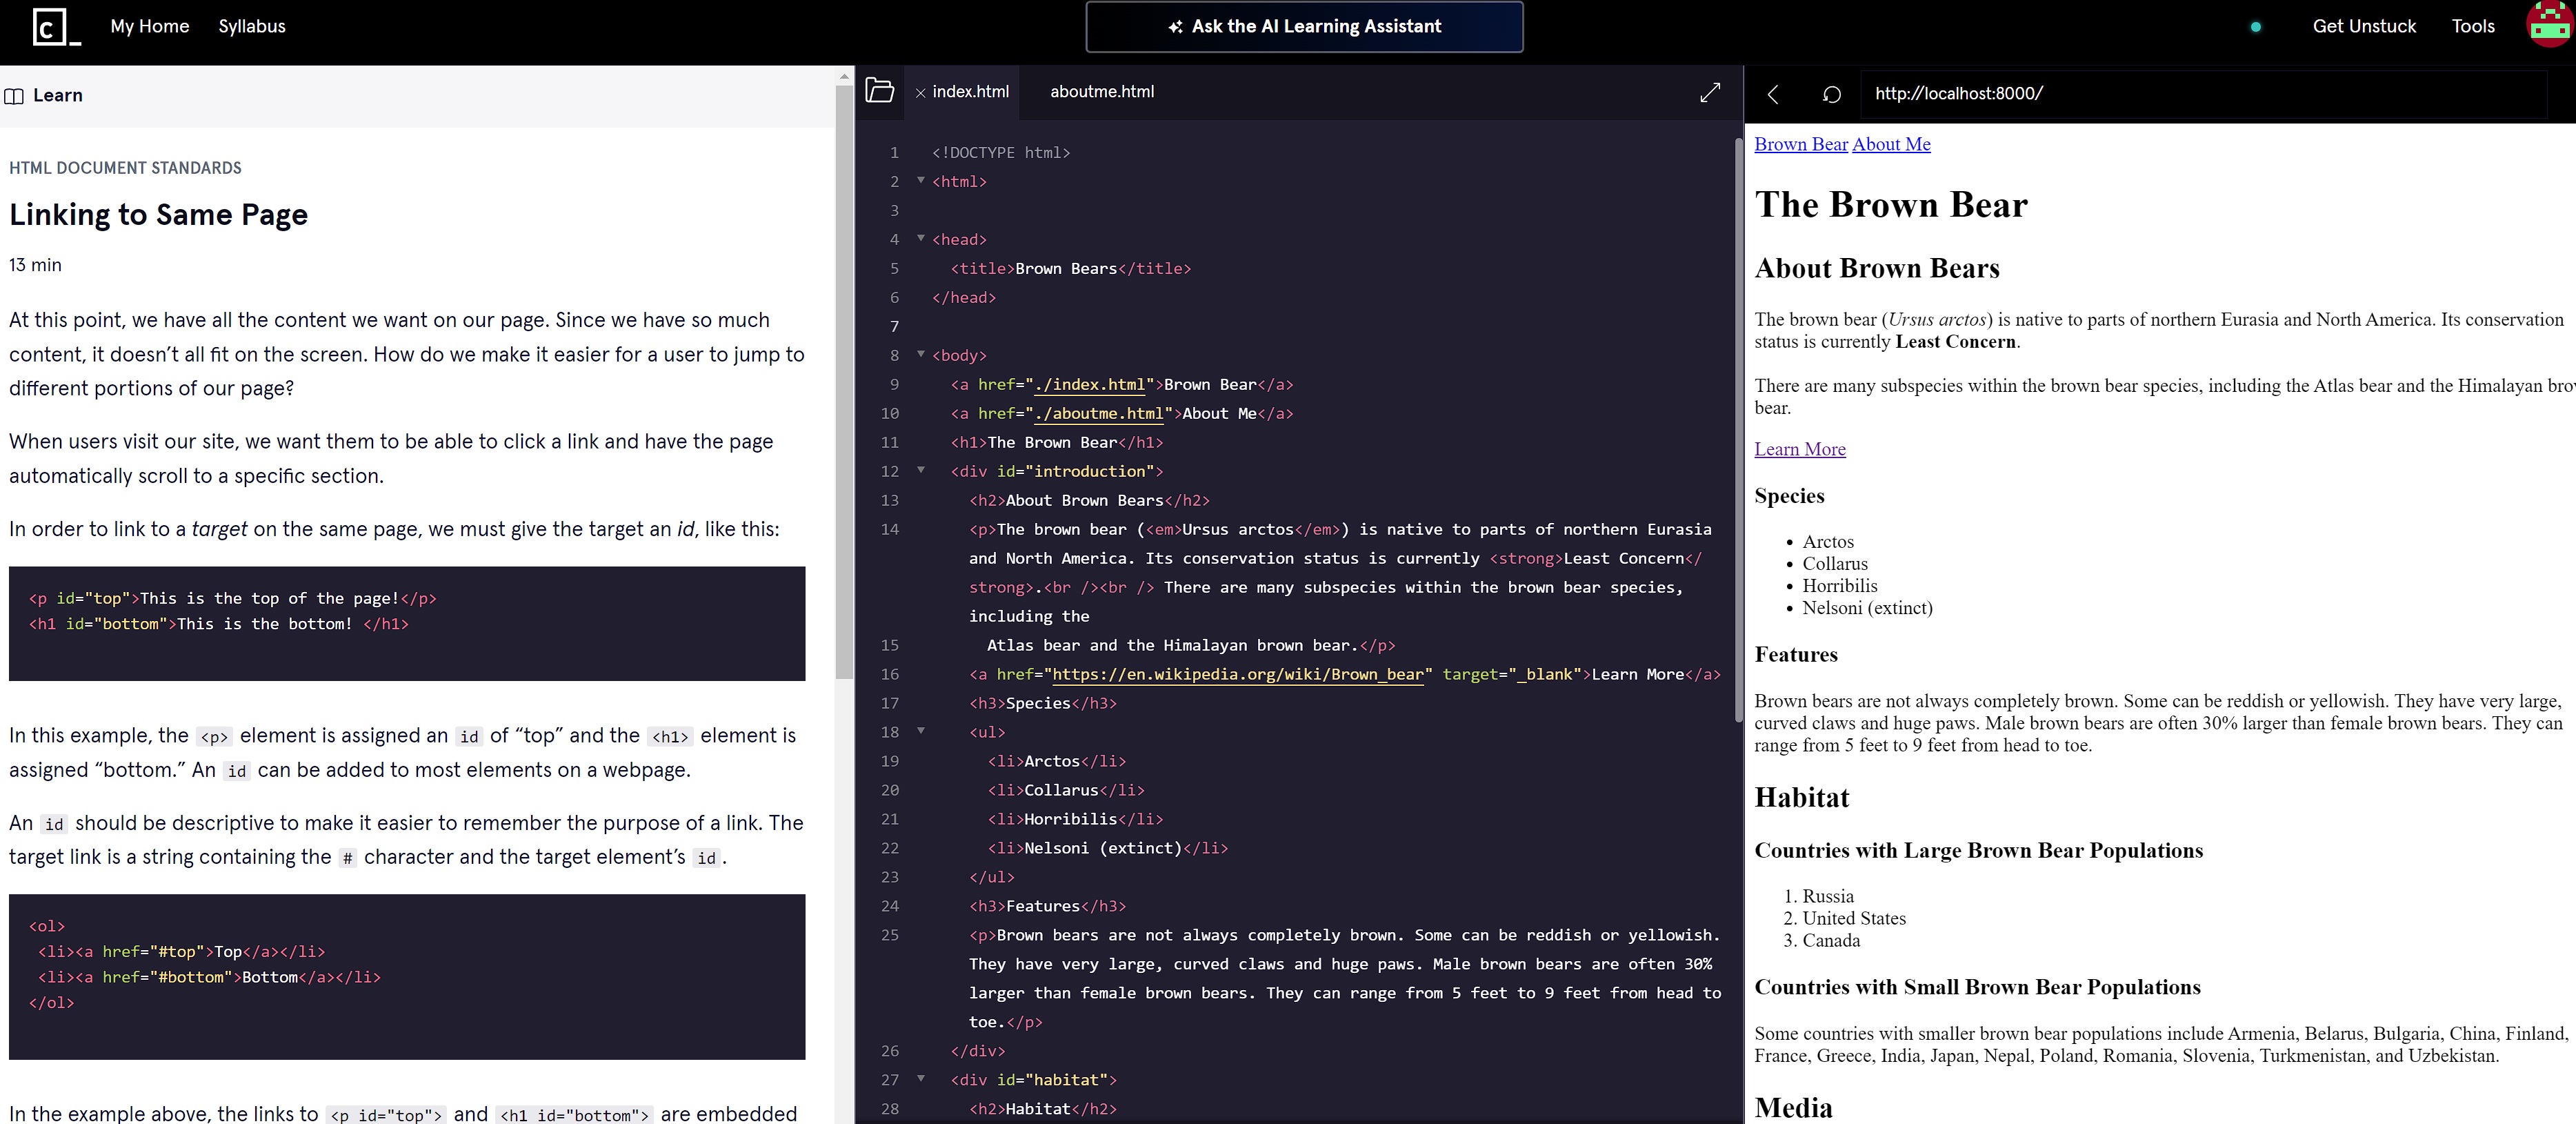 My Home Syllabus Ask the AI Learning Assistant Get Unstuck Tools
Learn
HTML DOCUMENT STANDARDS
Linking to Same Page
13 min
At this point, we have all the content we want on our page. Since we have so much
content, it doesn’t all fit on the screen. How do we make it easier for a user to jump to
different portions of our page?
When users visit our site, we want them to be able to click a link and have the page
automatically scroll to a specific section.
In order to link to a target on the same page, we must give the target an id, like this:
<p id="top">This is the top of the page!</p>
<h1 id="bottom">This is the bottom! </h1>
In this example, the <p> element is assigned an id of “top” and the <h1> element is
assigned “bottom.” An id can be added to most elements on a webpage.
An id should be descriptive to make it easier to remember the purpose of a link. The
target link is a string containing the # character and the target element’s id.
<ol>
<li><a href="#top">Top</a></li>
<li><a href="#bottom">Bottom</a></li>
</ol>
In the example above, the links to <p id="top"> and <h1 id="bottom"> are embedded
index.html aboutme.html
1 <!DOCTYPE html>
2 <html>
3
4 <head>
5 <title>Brown Bears</title>
6 </head>
7
8 <body>
9 <a href="./index.html">Brown Bear</a>
10 <a href="./aboutme.html">About Me</a>
11 <h1>The Brown Bear</h1>
12 <div id="introduction">
13 <h2>About Brown Bears</h2>
14 <p>The brown bear (<em>Ursus arctos</em>) is native to parts of northern Eurasia
and North America. Its conservation status is currently <strong>Least Concern</
strong>.<br /><br /> There are many subspecies within the brown bear species,
including the
15 Atlas bear and the Himalayan brown bear.</p>
16 <a href="https://en.wikipedia.org/wiki/Brown_bear" target="_blank">Learn More</a>
17 <h3>Species</h3>
18 <ul>
19 <li>Arctos</li>
20 <li>Collarus</li>
21 <li>Horribilis</li>
22 <li>Nelsoni (extinct)</li>
23 </ul>
24 <h3>Features</h3>
25 <p>Brown bears are not always completely brown. Some can be reddish or yellowish.
They have very large, curved claws and huge paws. Male brown bears are often 30%
larger than female brown bears. They can range from 5 feet to 9 feet from head to
toe.</p>
26 </div>
27 <div id="habitat">
28 <h2>Habitat</h2>
http://localhost:8000/
Brown Bear About Me
The Brown Bear
About Brown Bears
The brown bear (Ursus arctos) is native to parts of northern Eurasia and North America. Its conservation
status is currently Least Concern.
There are many subspecies within the brown bear species, including the Atlas bear and the Himalayan bro
bear.
Learn More
Species
• Arctos
• Collarus
• Horribilis
• Nelsoni (extinct)
Features
Brown bears are not always completely brown. Some can be reddish or yellowish. They have very large,
curved claws and huge paws. Male brown bears are often 30% larger than female brown bears. They can
range from 5 feet to 9 feet from head to toe.
Habitat
Countries with Large Brown Bear Populations
1. Russia
2. United States
3. Canada
Countries with Small Brown Bear Populations
Some countries with smaller brown bear populations include Armenia, Belarus, Bulgaria, China, Finland,
France, Greece, India, Japan, Nepal, Poland, Romania, Slovenia, Turkmenistan, and Uzbekistan.
Media